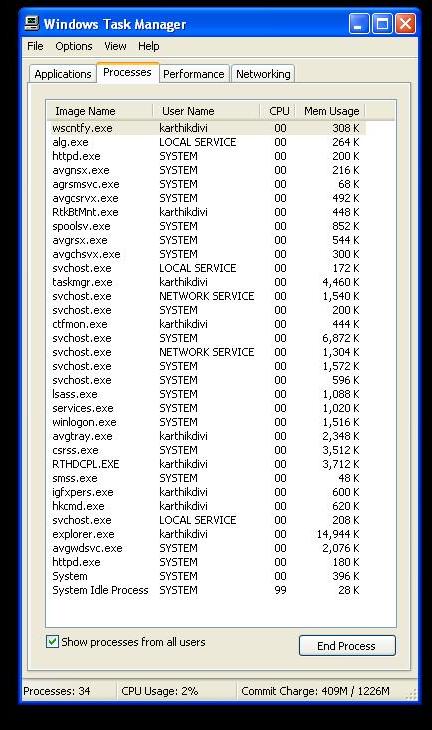 Windows Task Manager
File Options View Help
Applications Processes Performance Networking
Image Name User Name CPU Mem Usage
wscntfy.exe karthikdivi 00 308 K
alg.exe LOCAL SERVICE 00 264 K
httpd.exe SYSTEM 00 200 K
avgnsx.exe SYSTEM 00 216 K
agrsmsvc.exe SYSTEM 00 68 K
avgcsrvx.exe SYSTEM 00 492 K
RtkBtMnt.exe karthikdivi 00 448 K
spoolsv.exe SYSTEM 00 852 K
avgrsx.exe SYSTEM 00 544 K
avgchsvx.exe SYSTEM 00 300 K
svchost.exe LOCAL SERVICE 00 172 K
taskmgr.exe karthikdivi 00 4,460 K
svchost.exe NETWORK SERVICE 00 1,540 K
svchost.exe SYSTEM 00 200 K
ctfmon.exe karthikdivi 00 444 K
svchost.exe SYSTEM 00 6,872 K
svchost.exe NETWORK SERVICE 00 1,304 K
svchost.exe SYSTEM 00 1,572 K
svchost.exe SYSTEM 00 596 K
lsass.exe SYSTEM 00 1,088 K
services.exe SYSTEM 00 1,020 K
winlogon.exe SYSTEM 00 1,516 K
avgtray.exe karthikdivi 00 2,348 K
csrss.exe SYSTEM 00 3,512 K
RTHDCPL.EXE karthikdivi 00 3,712 K
smss.exe SYSTEM 00 48 K
igfxpers.exe karthikdivi 00 600 K
hkcmd.exe karthikdivi 00 620 K
svchost.exe LOCAL SERVICE 00 208 K
explorer.exe karthikdivi 00 14,944 K
avgwdsvc.exe SYSTEM 00 2,076 K
httpd.exe SYSTEM 00 180 K
System SYSTEM 00 396 K
System Idle Process SYSTEM 99 28 K
Show processes from all users End Process
Processes: 34 CPU Usage: 2% Commit Charge: 409M / 1226M